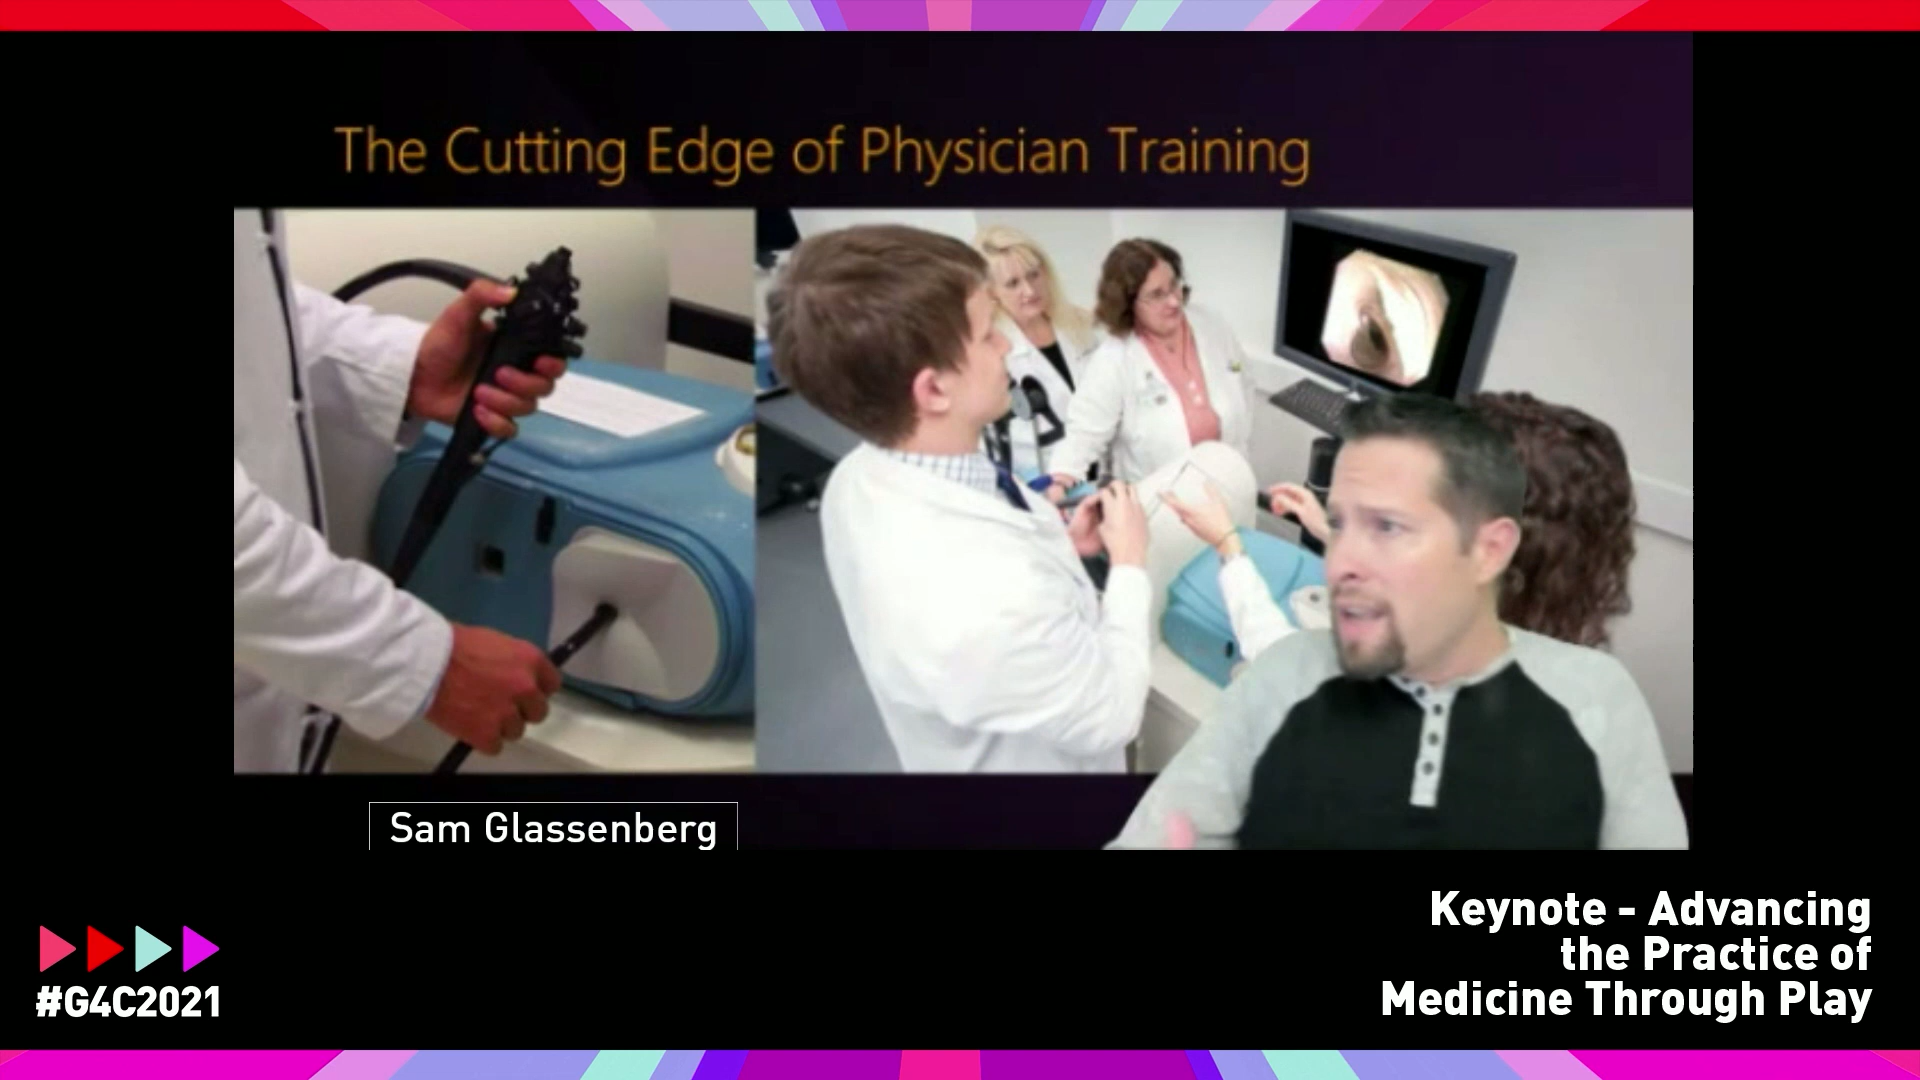 The Cutting Edge of Physician Training
Sam Glassenberg
#G4C2021
Keynote - Advancing
the Practice of
Medicine Through Play